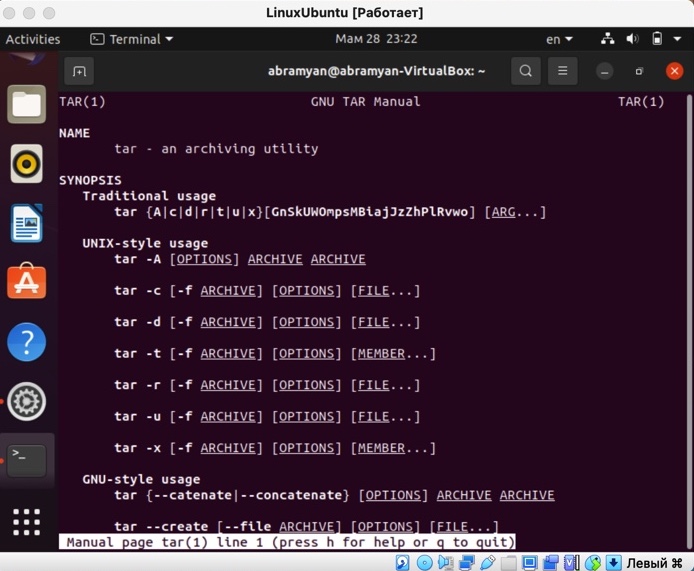 LinuxUbuntu [Работает]
Activities Terminal Мам 28 23:22 en
abramyan@abramyan-VirtualBox: ~
TAR(1) GNU TAR Manual TAR(1)
NAME
tar - an archiving utility
SYNOPSIS
Traditional usage
tar {A|c|d|r|t|u|x}[GnSkUWOmpsMBiajJzZhPlRvwo] [ARG...]
UNIX-style usage
tar -A [OPTIONS] ARCHIVE ARCHIVE
tar -c [-f ARCHIVE] [OPTIONS] [FILE...]
tar -d [-f ARCHIVE] [OPTIONS] [FILE...]
tar -t [-f ARCHIVE] [OPTIONS] [MEMBER...]
tar -r [-f ARCHIVE] [OPTIONS] [FILE...]
tar -u [-f ARCHIVE] [OPTIONS] [FILE...]
tar -x [-f ARCHIVE] [OPTIONS] [MEMBER...]
GNU-style usage
tar {--catenate|--concatenate} [OPTIONS] ARCHIVE ARCHIVE
tar --create [--file ARCHIVE] [OPTIONS] [FILE...]
Manual page tar(1) line 1 (press h for help or q to quit)
Левый ⌘